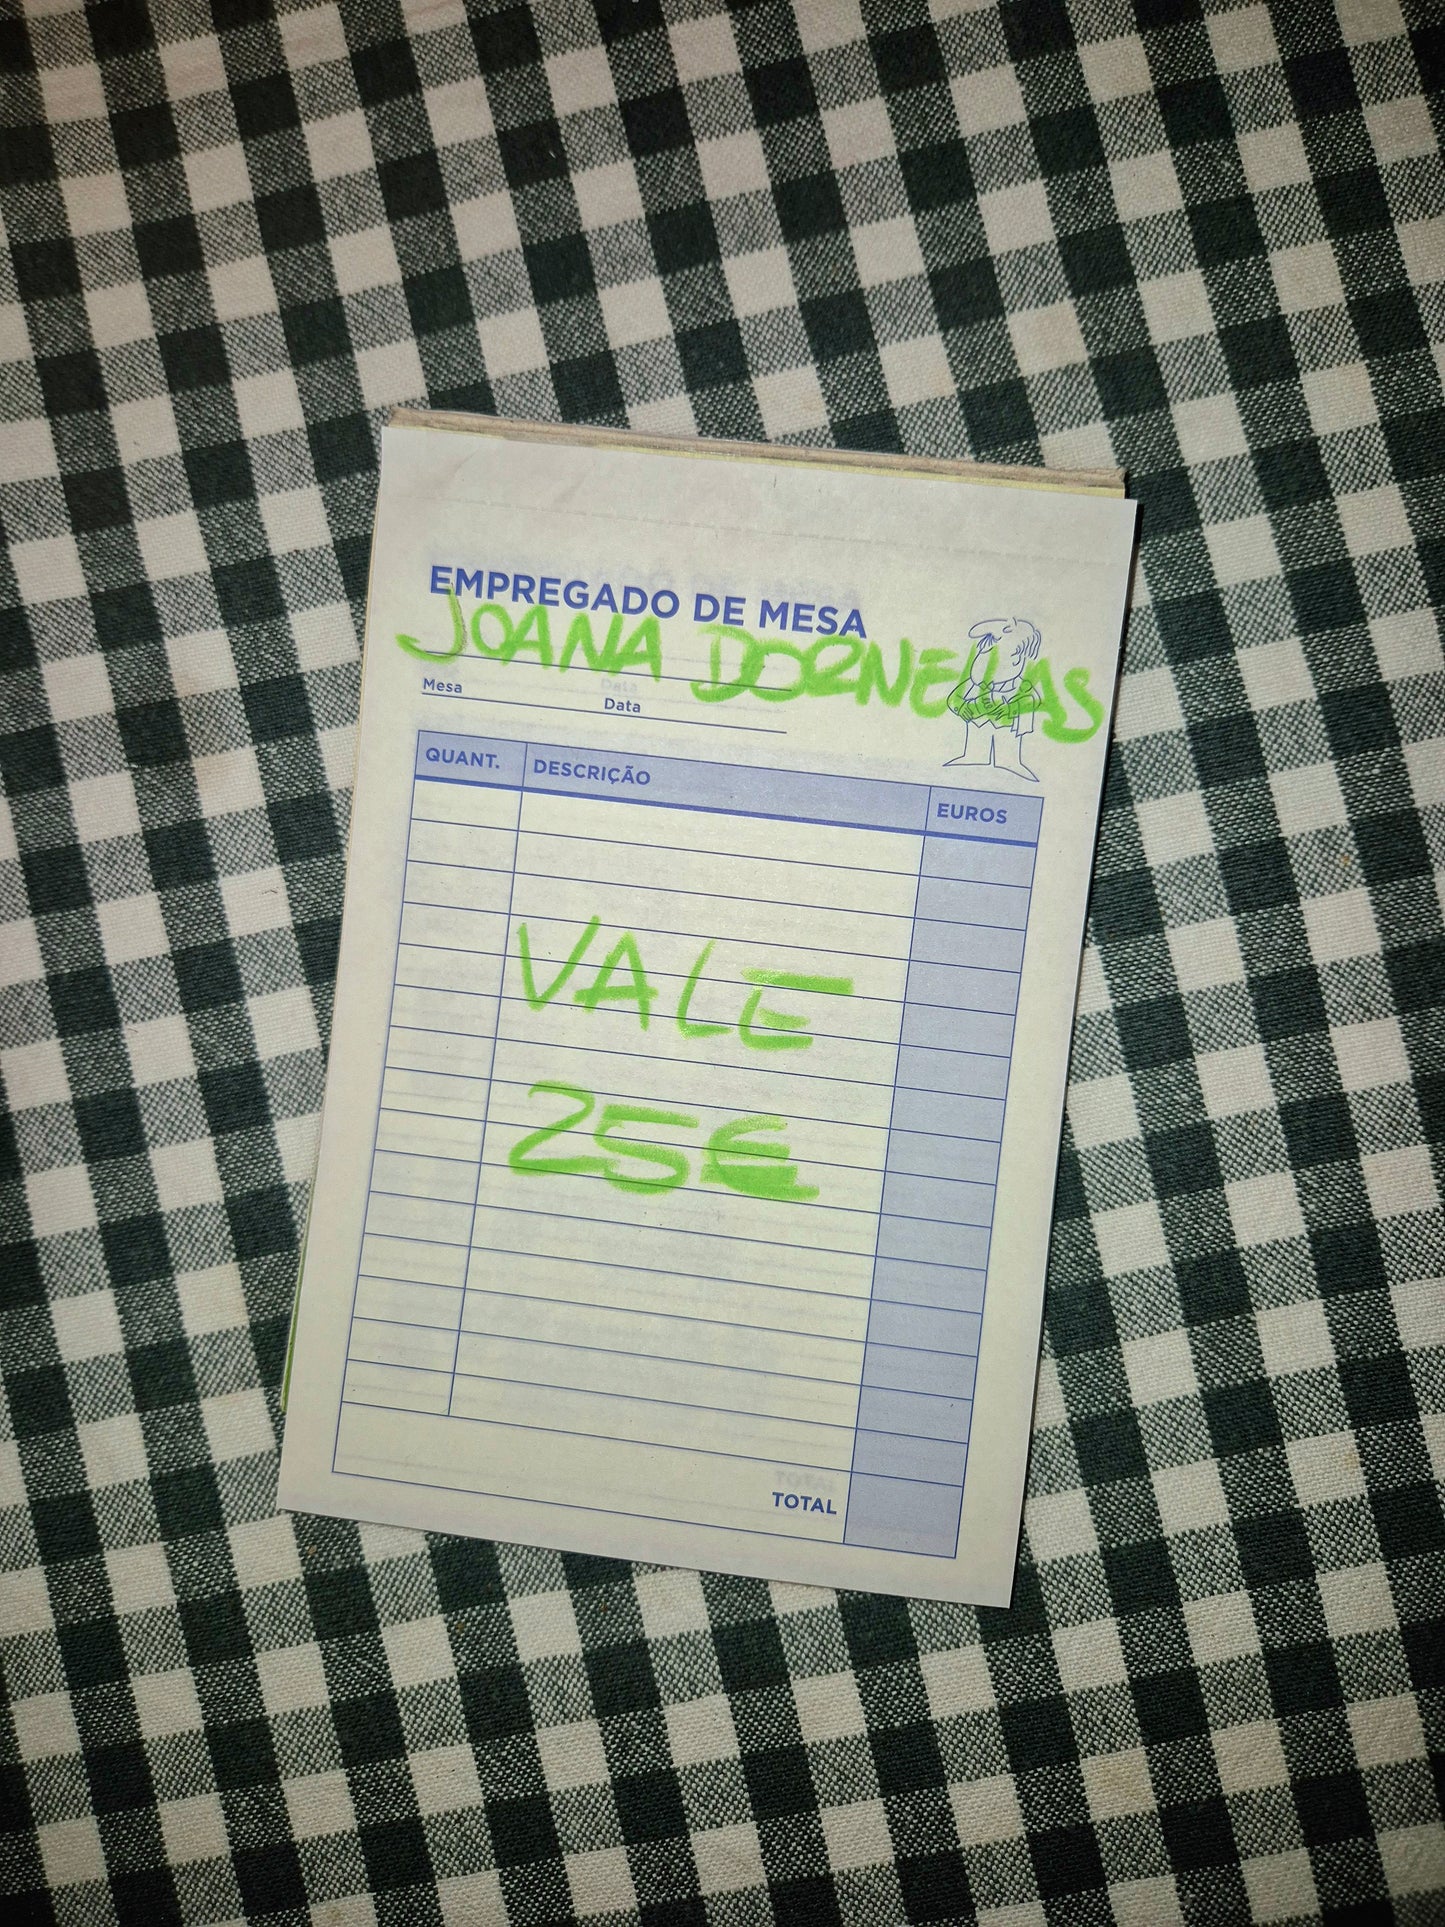 EMPREGADO DE MESA
JOANA DORNELLAS
Mesa Data
QUANT. DESCRIÇÃO EUROS
VALE
25€
TOTAL